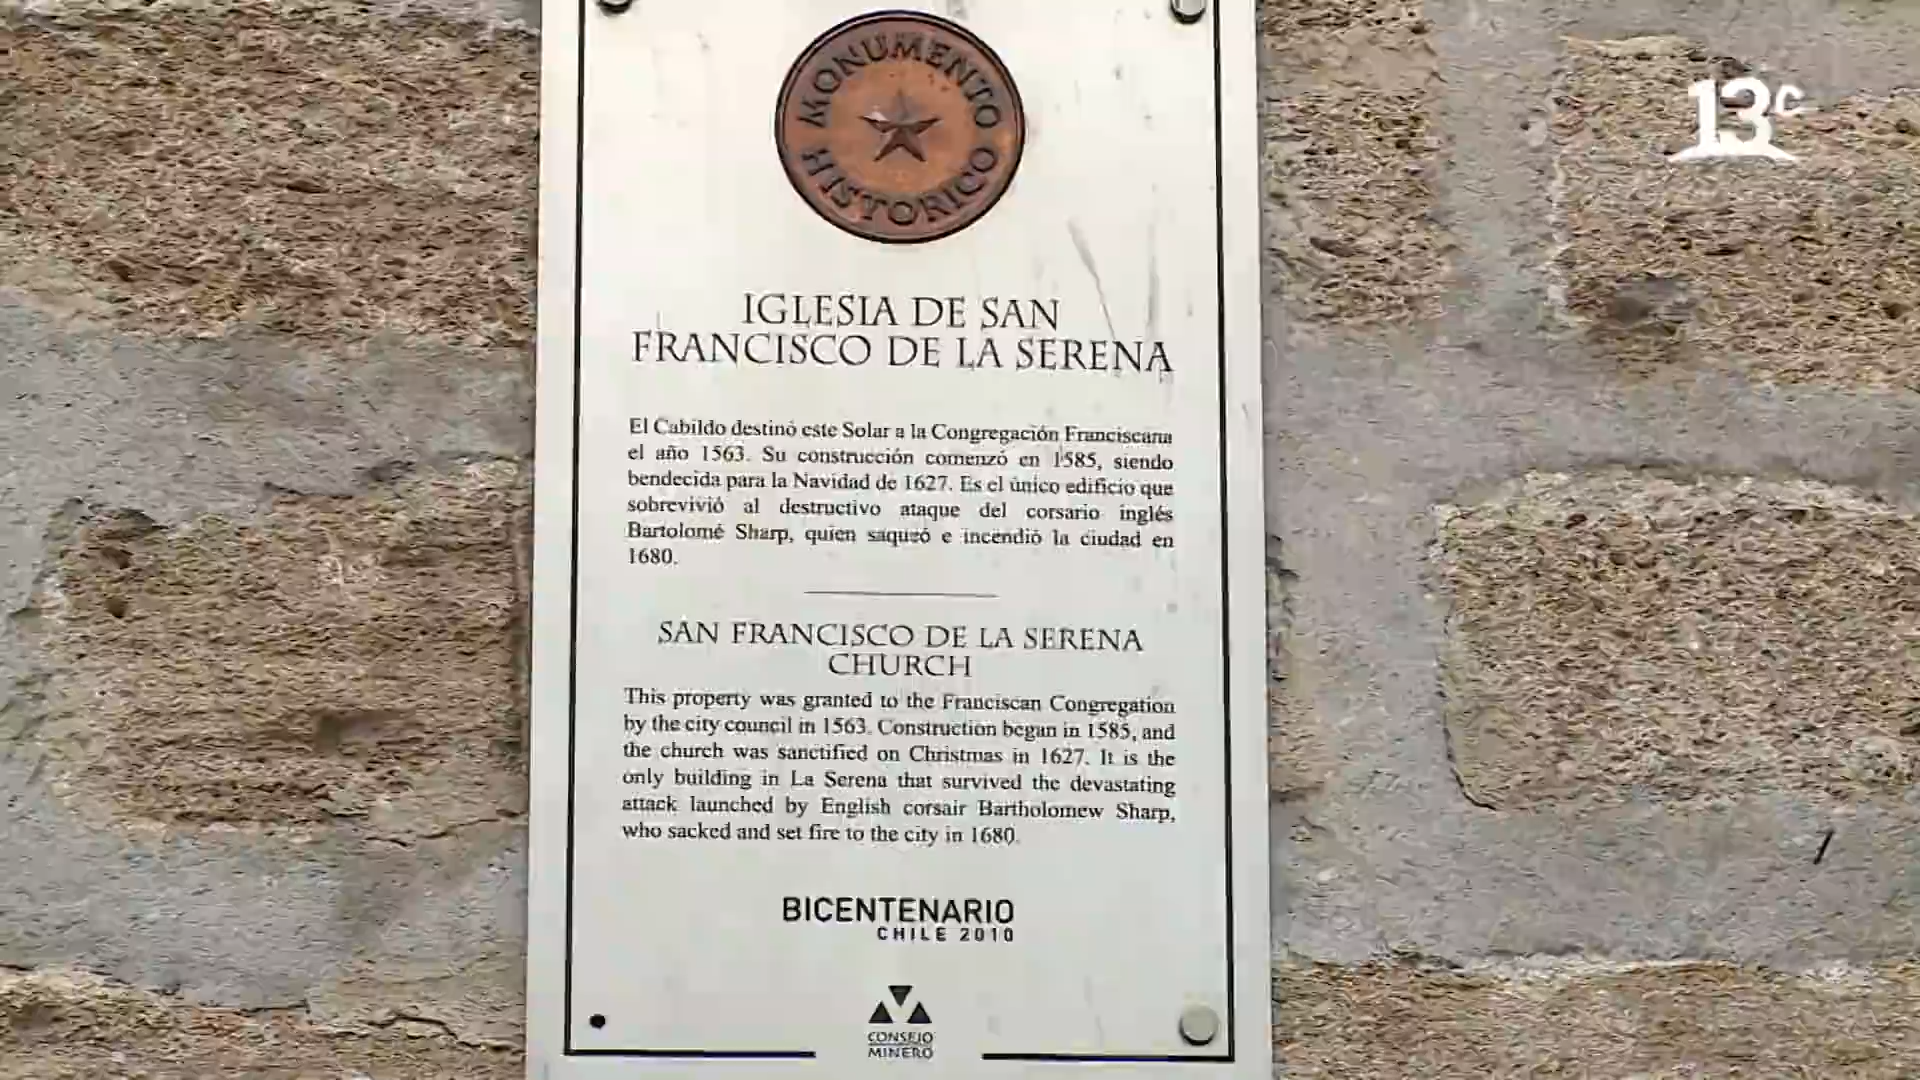 MONUMENTO
HISTORICO
13c
IGLESIA DE SAN
FRANCISCO DE LA SERENA
El Cabildo destinó este Solar a la Congregación Franciscana
el año 1563. Su construcción comenzó en 1585, siendo
bendecida para la Navidad de 1627. Es el único edificio que
sobrevivió al destructivo ataque del corsario inglés
Bartolomé Sharp, quien saqueó e incendió la ciudad en
1680.
SAN FRANCISCO DE LA SERENA
CHURCH
This property was granted to the Franciscan Congregation
by the city council in 1563. Construction began in 1585, and
the church was sanctified on Christmas in 1627. It is the
only building in La Serena that survived the devastating
attack launched by English corsair Bartholomew Sharp,
who sacked and set fire to the city in 1680.
BICENTENARIO
CHILE 2010
CONSEJO
MINERO